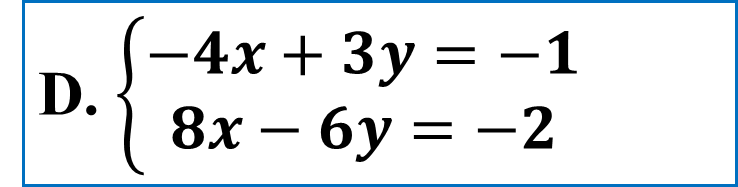 D. { −4x + 3y = −1
8x − 6y = −2